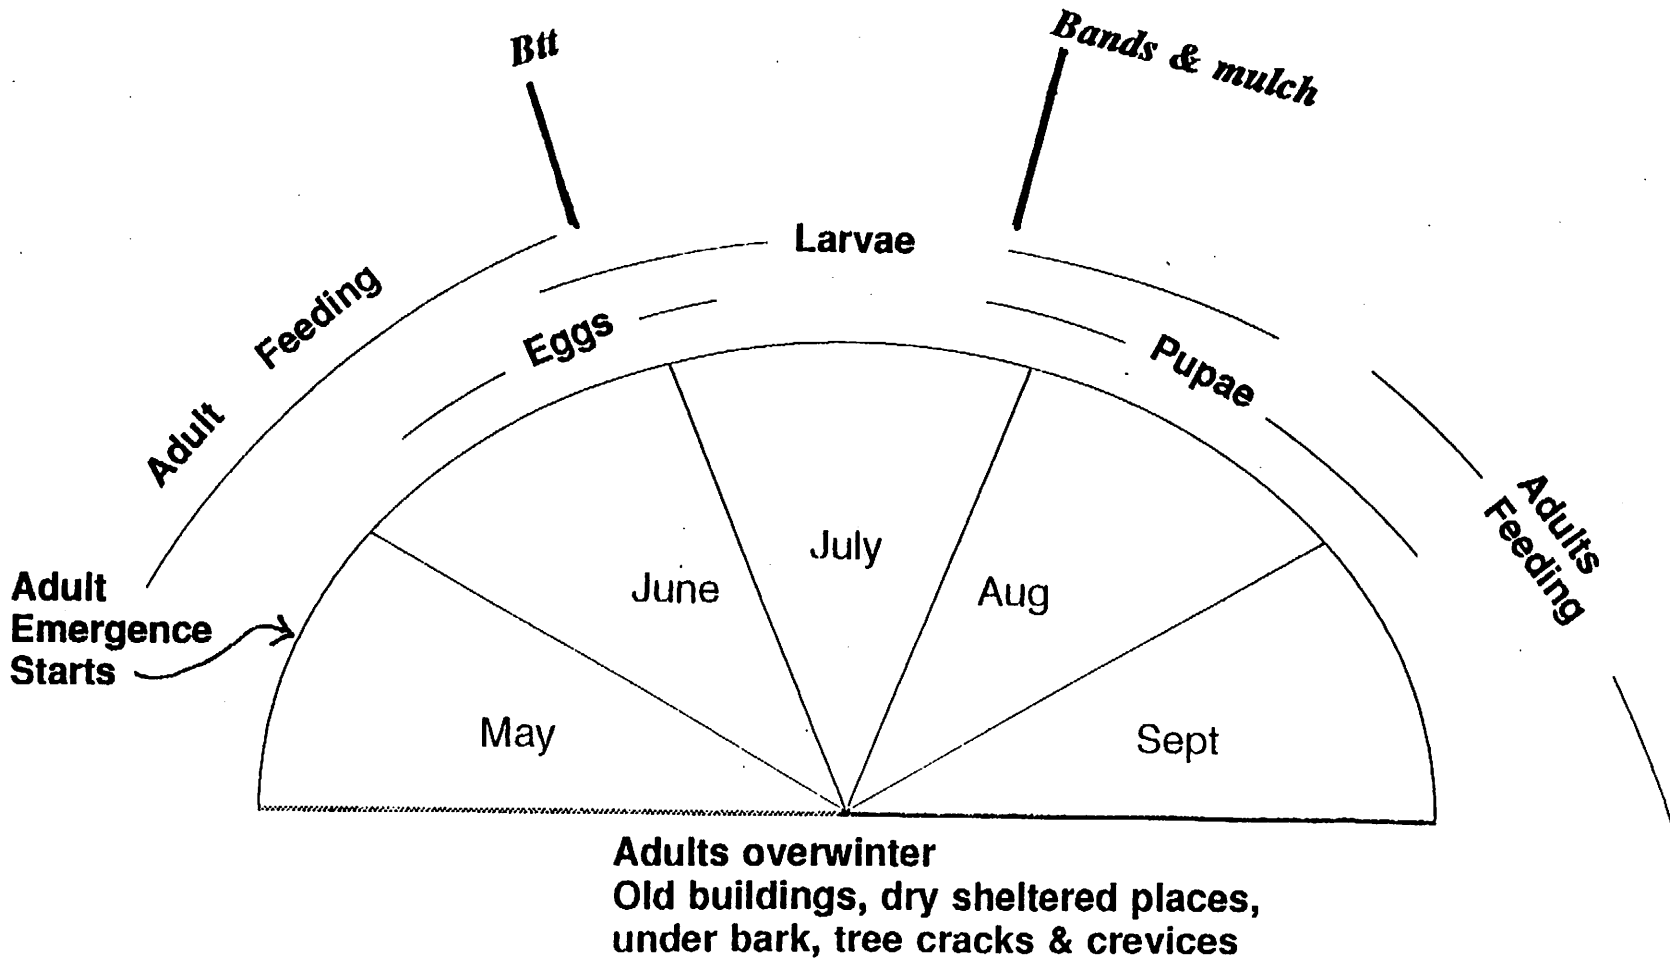 Btt
Bands & mulch
Larvae
Eggs
Pupae
Adult Feeding
Adults
Feeding
Adult
Emergence
Starts
May
June
July
Aug
Sept
Adults overwinter
Old buildings, dry sheltered places,
under bark, tree cracks & crevices